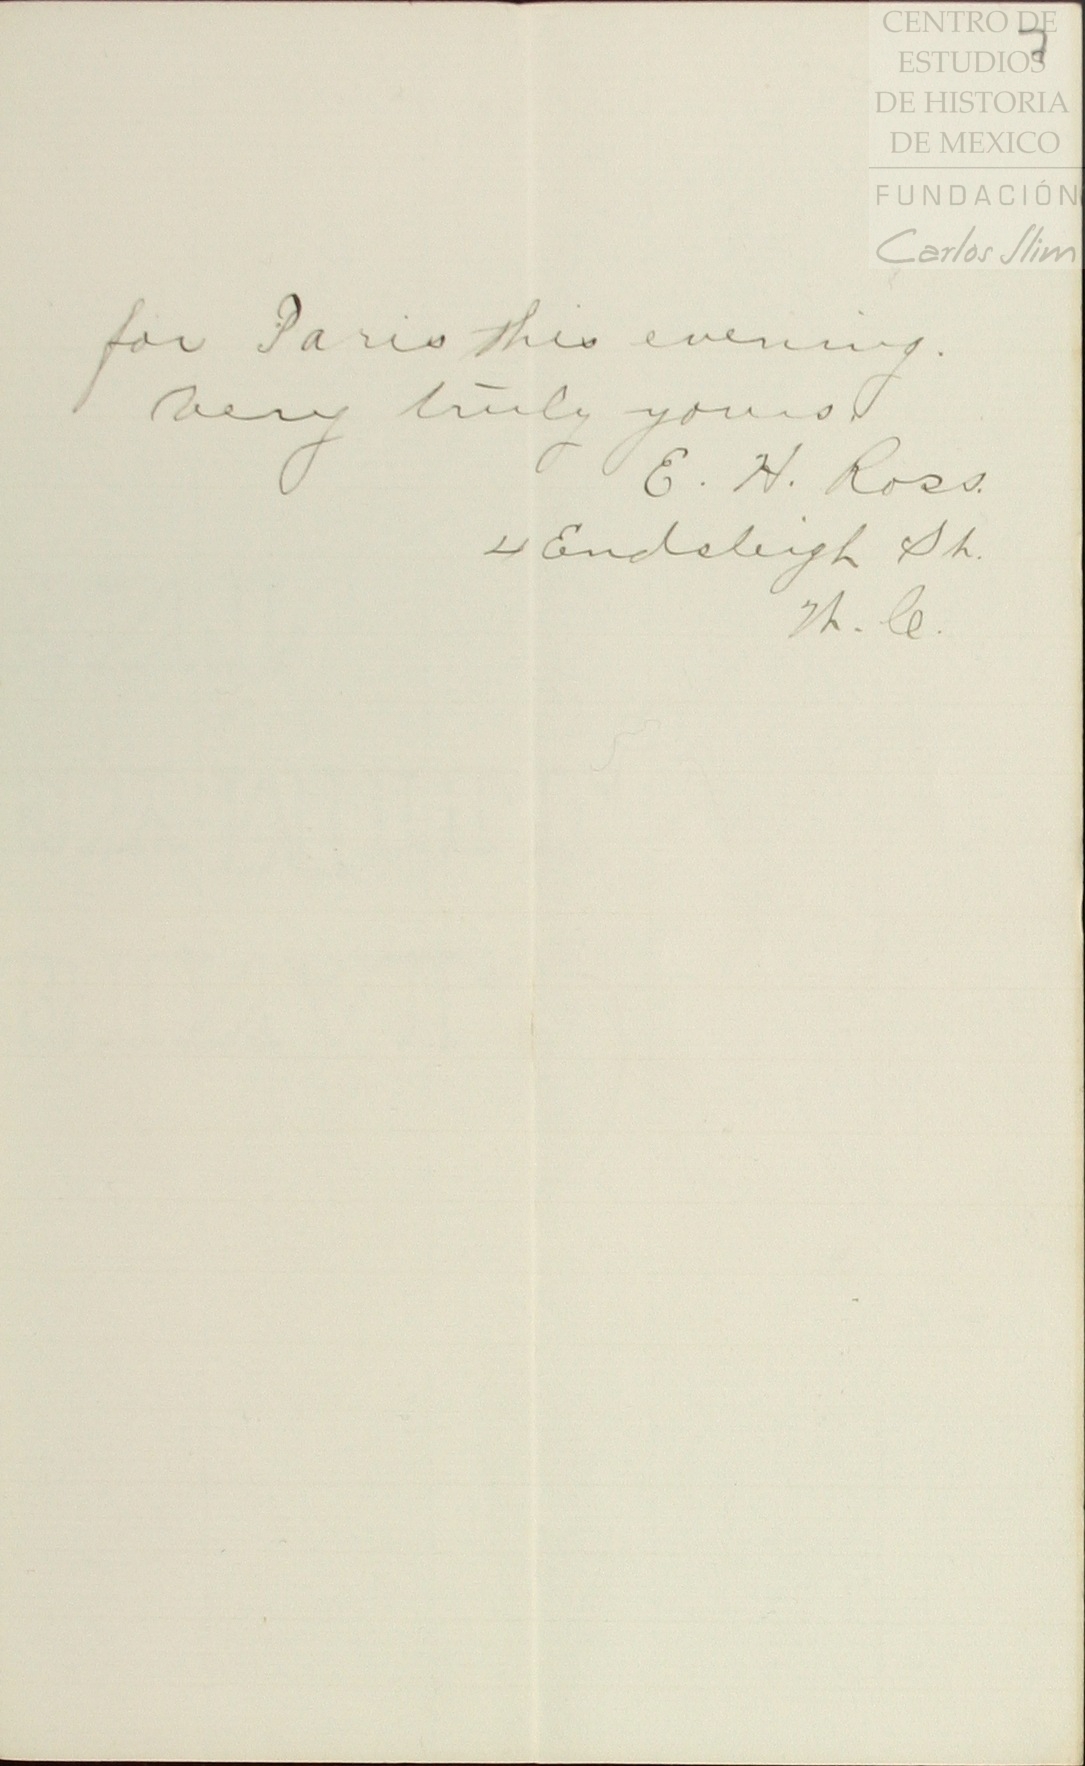 CENTRO DE
ESTUDIOS
DE HISTORIA
DE MEXICO
FUNDACIÓN
Carlos Slim
for Paris this evening.
Very truly yours.
E. H. Ross.
4 Endsleigh St.
W. C.